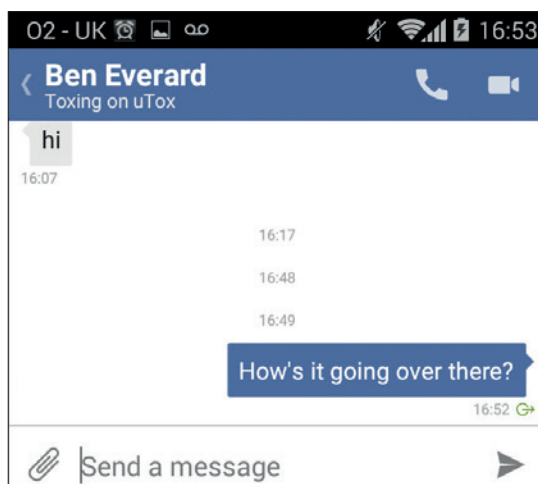 O2 - UK 16:53
Ben Everard
Toxing on uTox
hi
16:07
16:17
16:48
16:49
How's it going over there?
16:52
Send a message